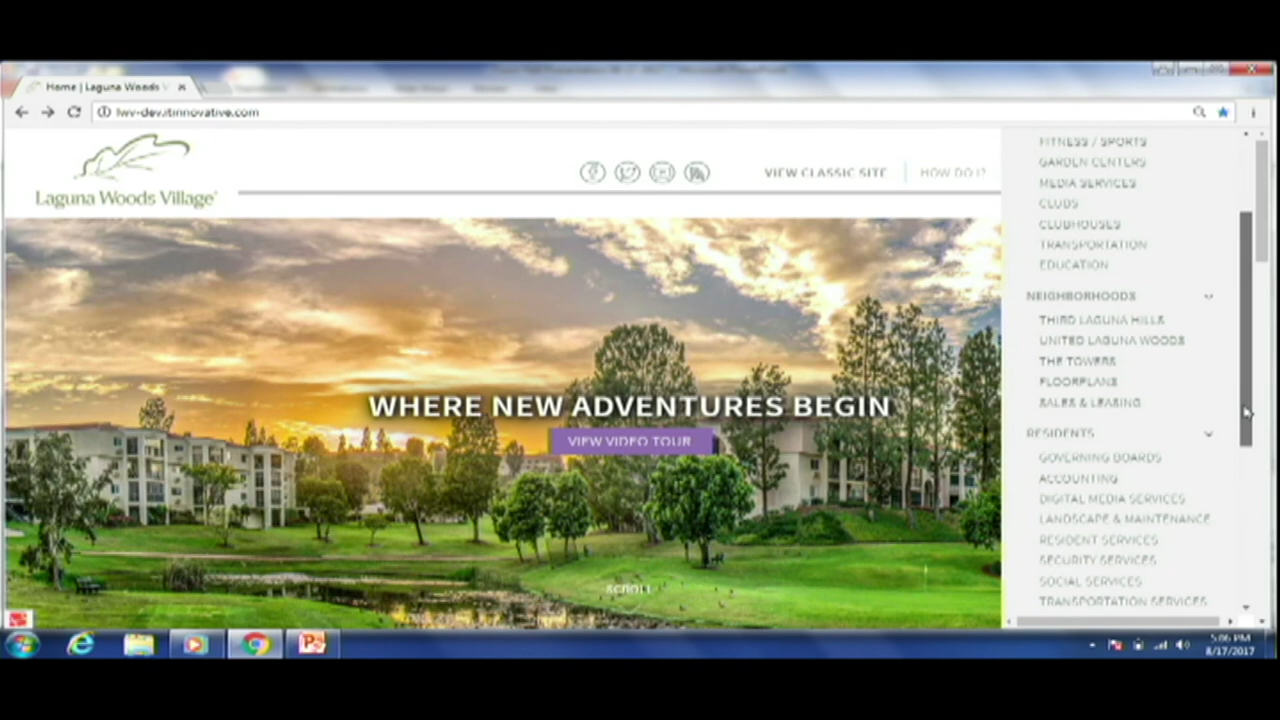 Home | Laguna Woods V
lwv-dev.itinnovative.com
Laguna Woods Village®
VIEW CLASSIC SITE
HOW DO I?
WHERE NEW ADVENTURES BEGIN
VIEW VIDEO TOUR
SCROLL
FITNESS / SPORTS
GARDEN CENTERS
MEDIA SERVICES
CLUBS
CLUBHOUSES
TRANSPORTATION
EDUCATION
NEIGHBORHOODS
THIRD LAGUNA HILLS
UNITED LAGUNA WOODS
THE TOWERS
FLOORPLANS
SALES & LEASING
RESIDENTS
GOVERNING BOARDS
ACCOUNTING
DIGITAL MEDIA SERVICES
LANDSCAPE & MAINTENANCE
RESIDENT SERVICES
SECURITY SERVICES
SOCIAL SERVICES
TRANSPORTATION SERVICES
5:06 PM
8/17/2017